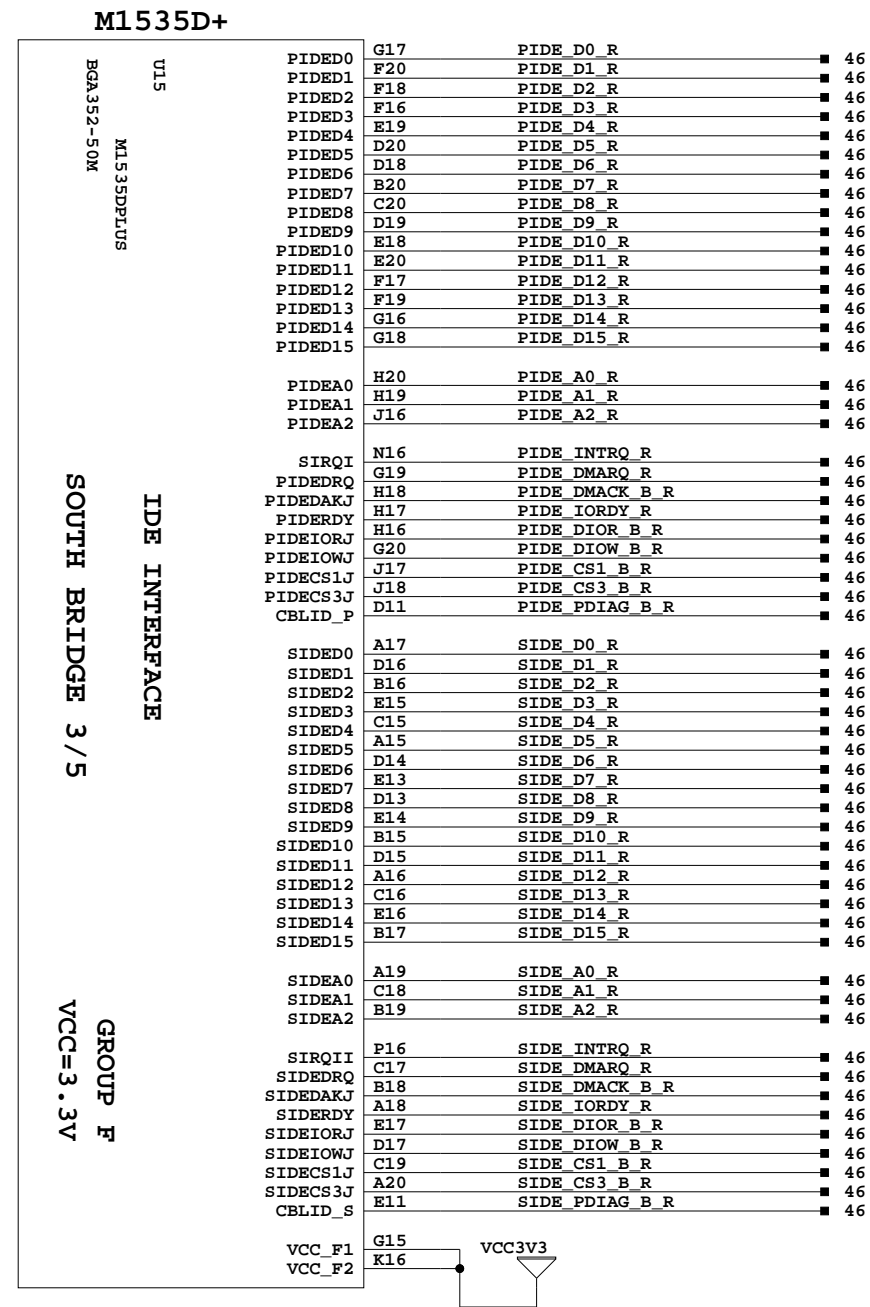 M1535D+
U15
BGA352-50M
M1535DPLUS
SOUTH BRIDGE 3/5
IDE INTERFACE
GROUP F
VCC=3.3V
PIDED0 G17 PIDE_D0_R 46
PIDED1 F20 PIDE_D1_R 46
PIDED2 F18 PIDE_D2_R 46
PIDED3 F16 PIDE_D3_R 46
PIDED4 E19 PIDE_D4_R 46
PIDED5 D20 PIDE_D5_R 46
PIDED6 D18 PIDE_D6_R 46
PIDED7 B20 PIDE_D7_R 46
PIDED8 C20 PIDE_D8_R 46
PIDED9 D19 PIDE_D9_R 46
PIDED10 E18 PIDE_D10_R 46
PIDED11 E20 PIDE_D11_R 46
PIDED12 F17 PIDE_D12_R 46
PIDED13 F19 PIDE_D13_R 46
PIDED14 G16 PIDE_D14_R 46
PIDED15 G18 PIDE_D15_R 46
PIDEA0 H20 PIDE_A0_R 46
PIDEA1 H19 PIDE_A1_R 46
PIDEA2 J16 PIDE_A2_R 46
SIRQI N16 PIDE_INTRQ_R 46
PIDEDRQ G19 PIDE_DMARQ_R 46
PIDEDAKJ H18 PIDE_DMACK_B_R 46
PIDERDY H17 PIDE_IORDY_R 46
PIDEIORJ H16 PIDE_DIOR_B_R 46
PIDEIOWJ G20 PIDE_DIOW_B_R 46
PIDECS1J J17 PIDE_CS1_B_R 46
PIDECS3J J18 PIDE_CS3_B_R 46
CBLID_P D11 PIDE_PDIAG_B_R 46
SIDED0 A17 SIDE_D0_R 46
SIDED1 D16 SIDE_D1_R 46
SIDED2 B16 SIDE_D2_R 46
SIDED3 E15 SIDE_D3_R 46
SIDED4 C15 SIDE_D4_R 46
SIDED5 A15 SIDE_D5_R 46
SIDED6 D14 SIDE_D6_R 46
SIDED7 E13 SIDE_D7_R 46
SIDED8 D13 SIDE_D8_R 46
SIDED9 E14 SIDE_D9_R 46
SIDED10 B15 SIDE_D10_R 46
SIDED11 D15 SIDE_D11_R 46
SIDED12 A16 SIDE_D12_R 46
SIDED13 C16 SIDE_D13_R 46
SIDED14 E16 SIDE_D14_R 46
SIDED15 B17 SIDE_D15_R 46
SIDEA0 A19 SIDE_A0_R 46
SIDEA1 C18 SIDE_A1_R 46
SIDEA2 B19 SIDE_A2_R 46
SIRQII P16 SIDE_INTRQ_R 46
SIDEDRQ C17 SIDE_DMARQ_R 46
SIDEDAKJ B18 SIDE_DMACK_B_R 46
SIDERDY A18 SIDE_IORDY_R 46
SIDEIORJ E17 SIDE_DIOR_B_R 46
SIDEIOWJ D17 SIDE_DIOW_B_R 46
SIDECS1J C19 SIDE_CS1_B_R 46
SIDECS3J A20 SIDE_CS3_B_R 46
CBLID_S E11 SIDE_PDIAG_B_R 46
VCC_F1 G15 VCC3V3
VCC_F2 K16